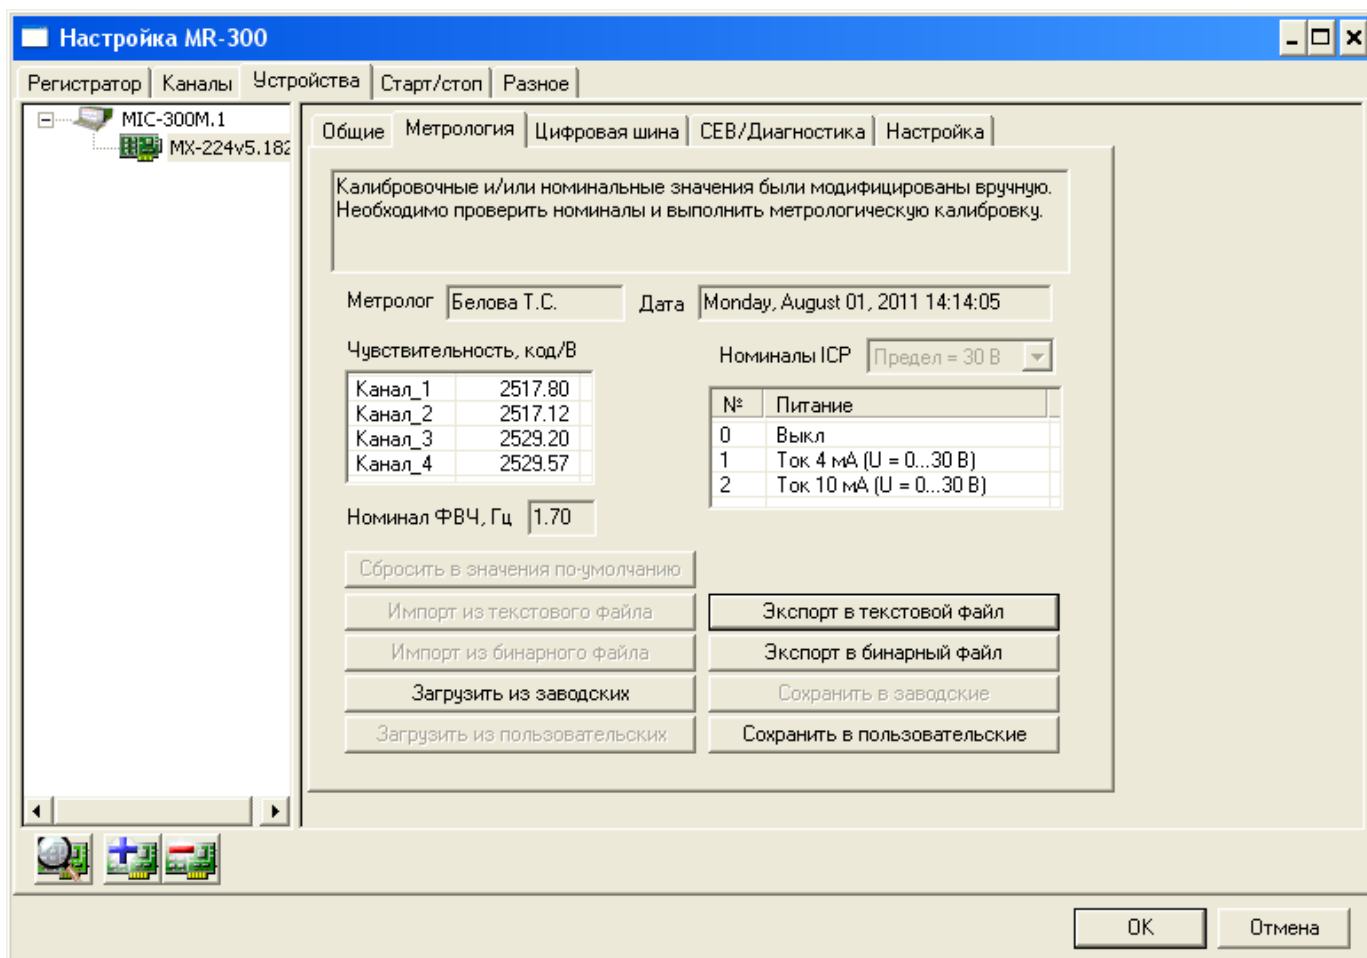 Настройка MR-300
Регистратор Каналы Устройства Старт/стоп Разное
MIC-300M.1
MX-224v5.182
Общие Метрология Цифровая шина СЕВ/Диагностика Настройка
Калибровочные и/или номинальные значения были модифицированы вручную.
Необходимо проверить номиналы и выполнить метрологическую калибровку.
Метролог Белова Т.С. Дата Monday, August 01, 2011 14:14:05
Чувствительность, код/В
Номиналы ICP Предел = 30 В
Канал_1 2517.80
Канал_2 2517.12
Канал_3 2529.20
Канал_4 2529.57
№ Питание
0 Выкл
1 Ток 4 мА (U = 0...30 В)
2 Ток 10 мА (U = 0...30 В)
Номинал ФВЧ, Гц 1.70
Сбросить в значения по-умолчанию
Импорт из текстового файла Экспорт в текстовой файл
Импорт из бинарного файла Экспорт в бинарный файл
Загрузить из заводских Сохранить в заводские
Загрузить из пользовательских Сохранить в пользовательские
OK Отмена